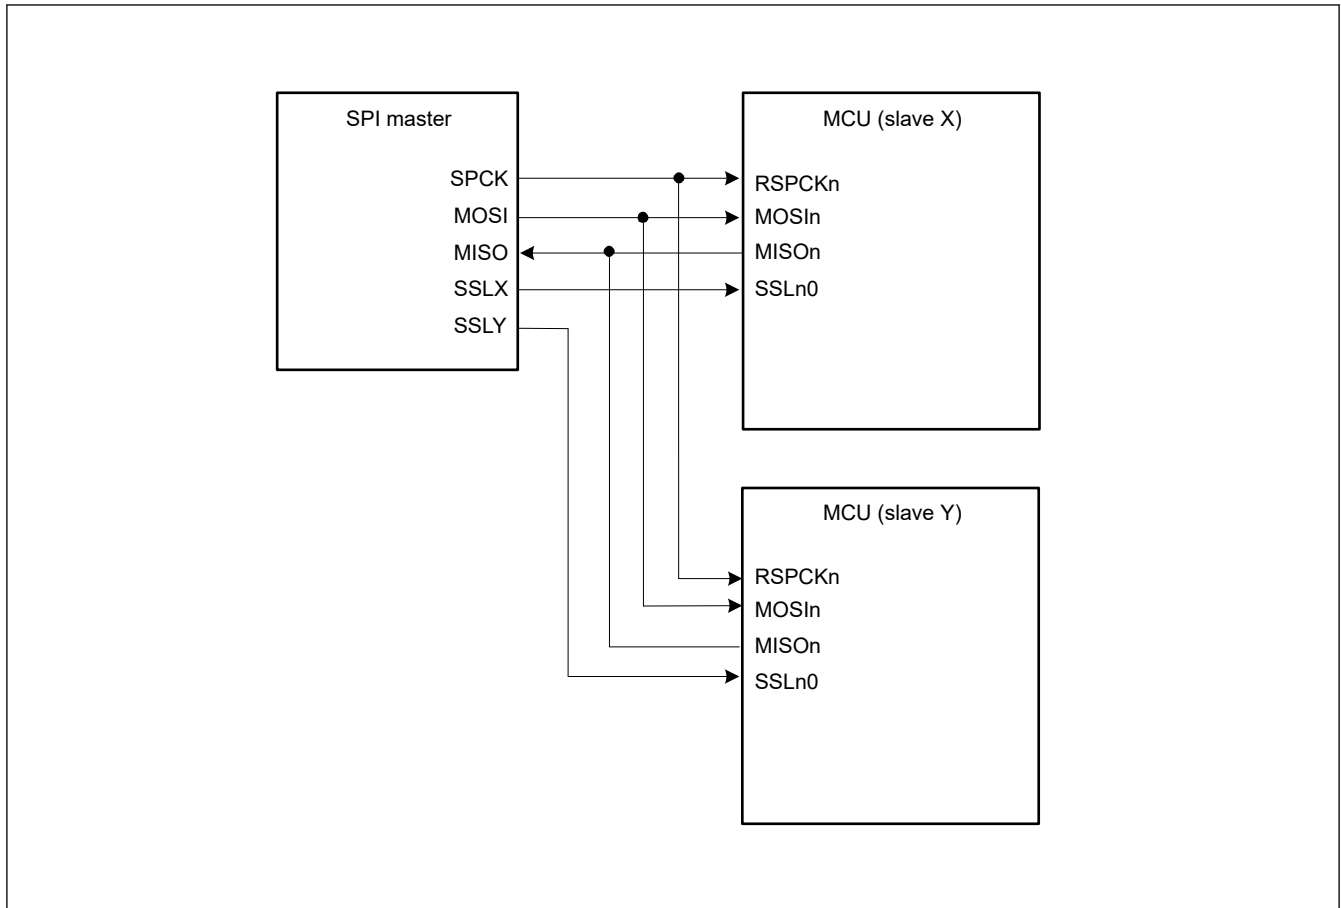 SPI master
SPCK
MOSI
MISO
SSLX
SSLY
MCU (slave X)
RSPCKn
MOSIn
MISOn
SSLn0
MCU (slave Y)
RSPCKn
MOSIn
MISOn
SSLn0